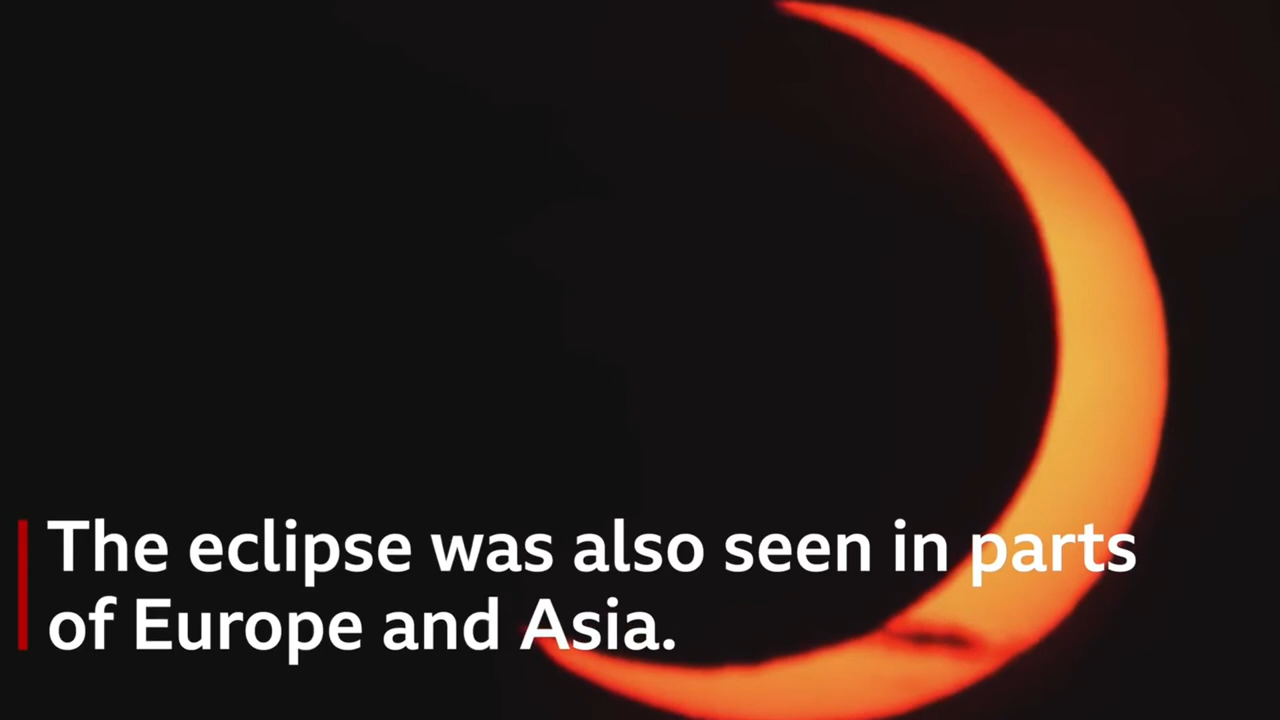 The eclipse was also seen in parts
of Europe and Asia.